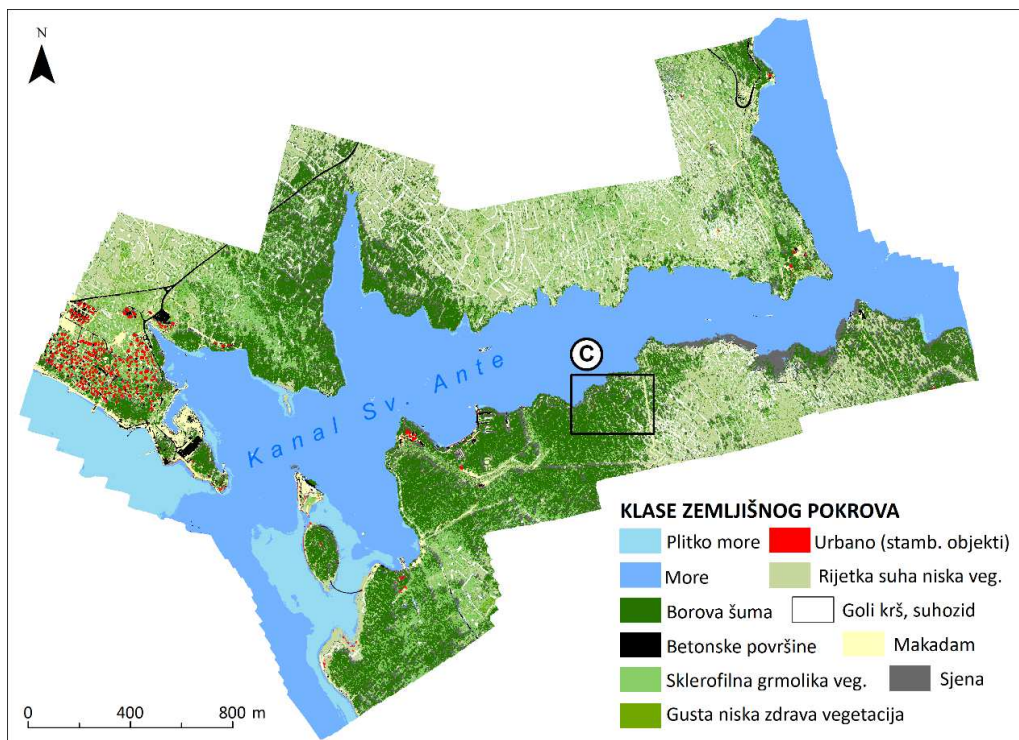 N
C
Kanal Sv. Ante
KLASE ZEMLJIŠNOG POKROVA
Plitko more Urbano (stamb. objekti)
More Rijetka suha niska veg.
Borova šuma Goli krš, suhozid
Betonske površine Makadam
Sklerofilna grmolika veg. Sjena
Gusta niska zdrava vegetacija
0 400 800 m